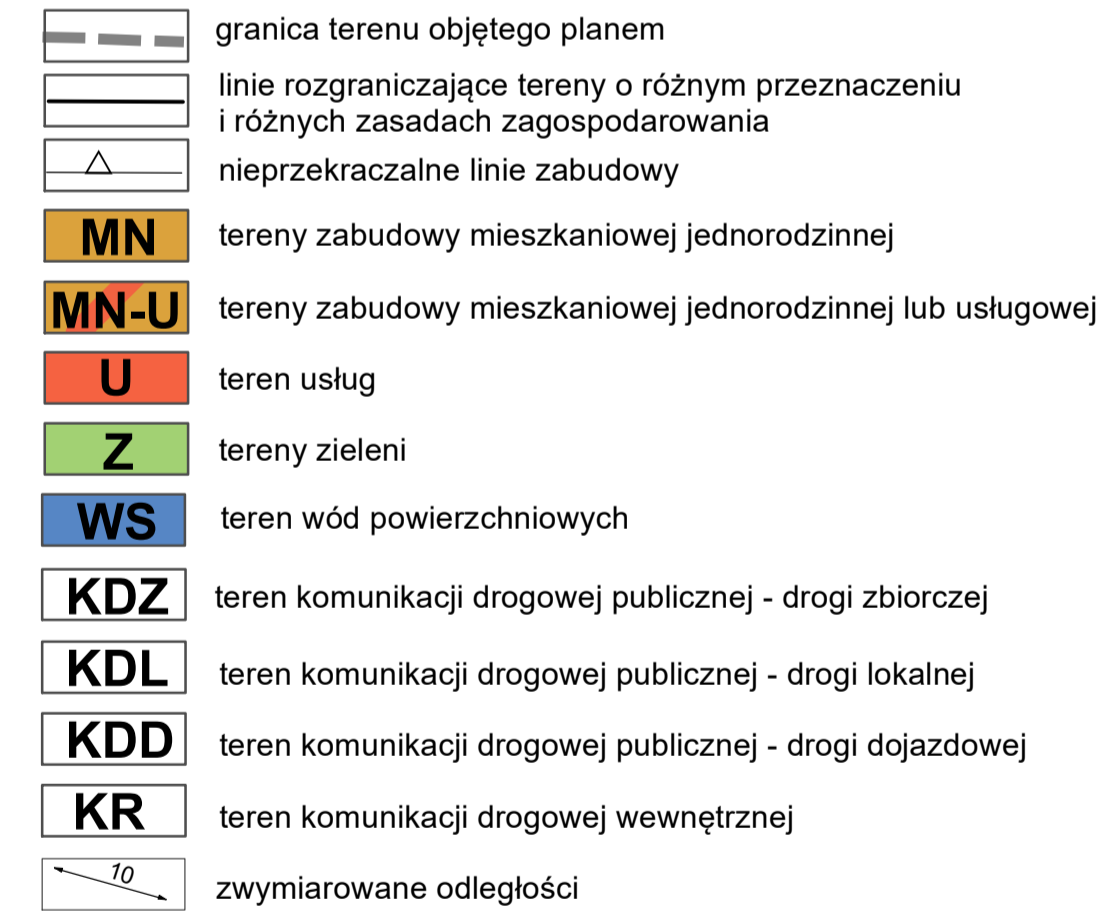 granica terenu objętego planem
linie rozgraniczające tereny o różnym przeznaczeniu
i różnych zasadach zagospodarowania
nieprzekraczalne linie zabudowy
MN tereny zabudowy mieszkaniowej jednorodzinnej
MN-U tereny zabudowy mieszkaniowej jednorodzinnej lub usługowej
U teren usług
Z tereny zieleni
WS teren wód powierzchniowych
KDZ teren komunikacji drogowej publicznej - drogi zbiorczej
KDL teren komunikacji drogowej publicznej - drogi lokalnej
KDD teren komunikacji drogowej publicznej - drogi dojazdowej
KR teren komunikacji drogowej wewnętrznej
10 zwymiarowane odległości